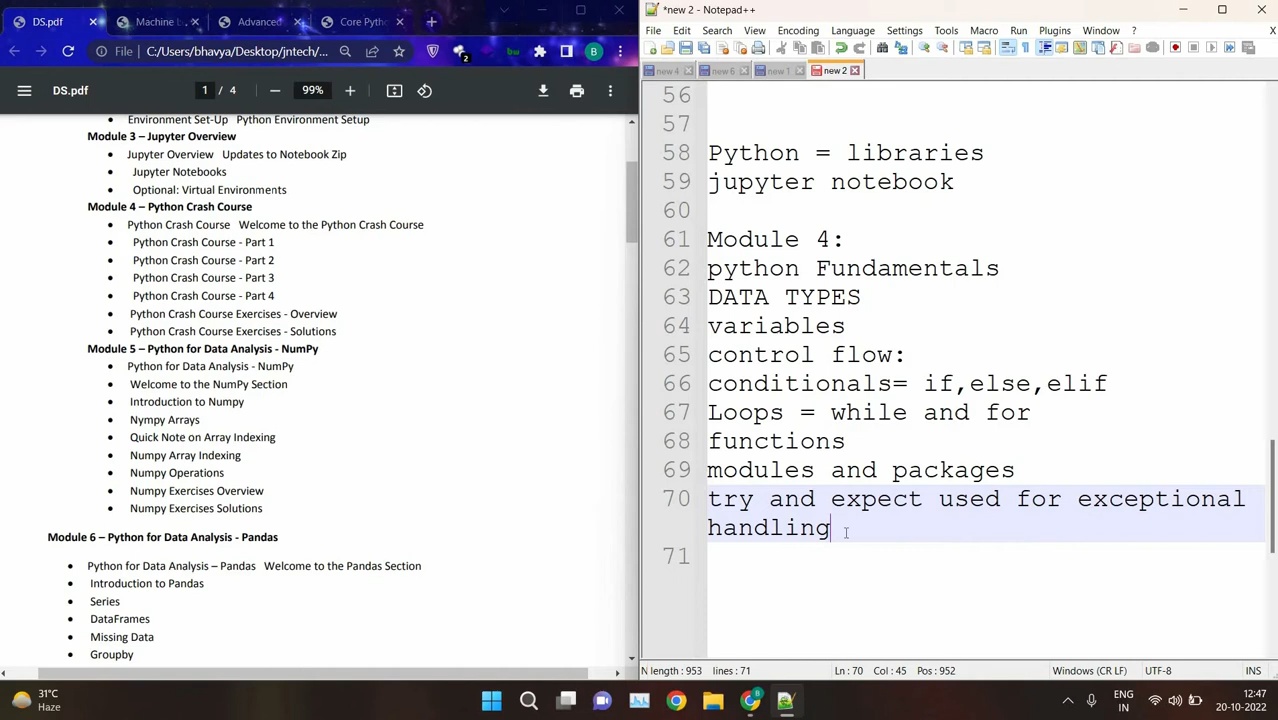 DS.pdf
Machine l
Advanced
Core Pyth
File
C:/Users/bhavya/Desktop/jntech/...
2
B
DS.pdf
1 / 4
99%
Environment Set-Up Python Environment Setup
Module 3 – Jupyter Overview
Jupyter Overview Updates to Notebook Zip
Jupyter Notebooks
Optional: Virtual Environments
Module 4 – Python Crash Course
Python Crash Course Welcome to the Python Crash Course
Python Crash Course - Part 1
Python Crash Course - Part 2
Python Crash Course - Part 3
Python Crash Course - Part 4
Python Crash Course Exercises - Overview
Python Crash Course Exercises - Solutions
Module 5 – Python for Data Analysis - NumPy
Python for Data Analysis - NumPy
Welcome to the NumPy Section
Introduction to Numpy
Nympy Arrays
Quick Note on Array Indexing
Numpy Array Indexing
Numpy Operations
Numpy Exercises Overview
Numpy Exercises Solutions
Module 6 – Python for Data Analysis - Pandas
Python for Data Analysis – Pandas Welcome to the Pandas Section
Introduction to Pandas
Series
DataFrames
Missing Data
Groupby
*new 2 - Notepad++
File Edit Search View Encoding Language Settings Tools Macro Run Plugins Window ?
new 4 new 6 new 1 new 2
56
57
58 Python = libraries
59 jupyter notebook
60
61 Module 4:
62 python Fundamentals
63 DATA TYPES
64 variables
65 control flow:
66 conditionals= if,else,elif
67 Loops = while and for
68 functions
69 modules and packages
70 try and expect used for exceptional
handling
71
N length : 953 lines : 71 Ln : 70 Col : 45 Pos : 952 Windows (CR LF) UTF-8 INS
31°C
Haze
ENG
IN
12:47
20-10-2022